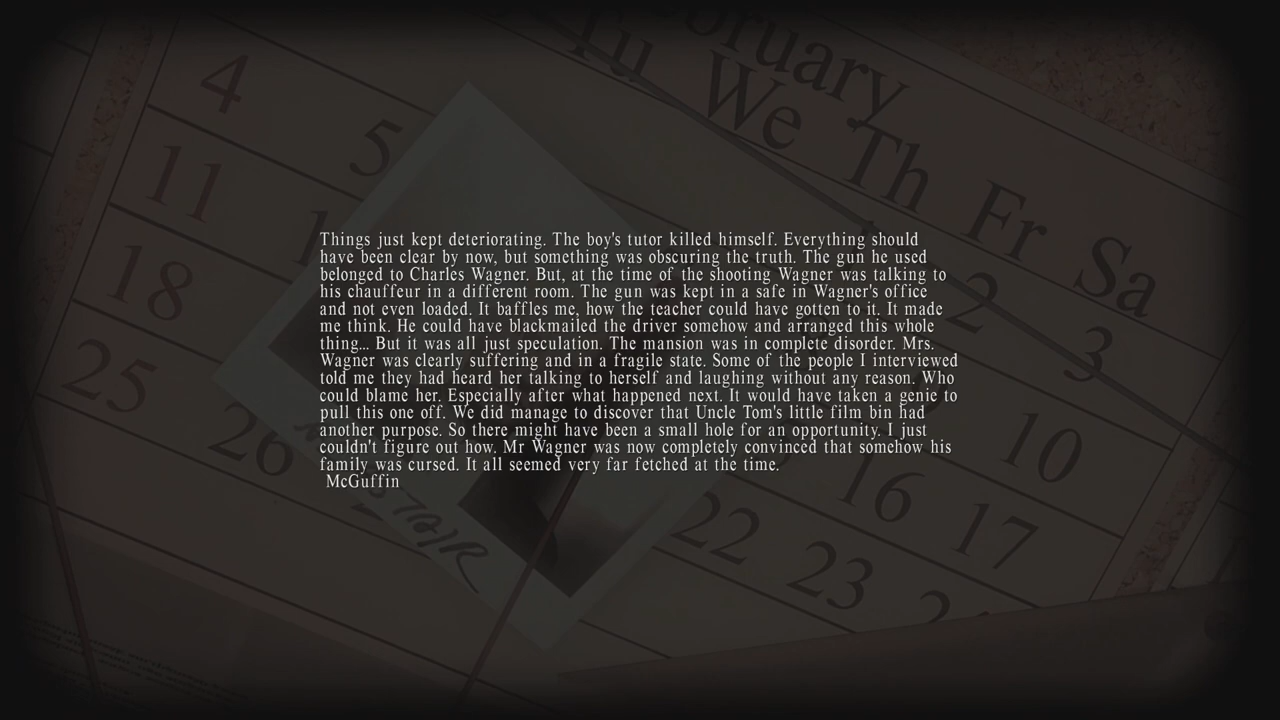 Things just kept deteriorating. The boy's tutor killed himself. Everything should
have been clear by now, but something was obscuring the truth. The gun he used
belonged to Charles Wagner. But, at the time of the shooting Wagner was talking to
his chauffeur in a different room. The gun was kept in a safe in Wagner's office
and not even loaded. It baffles me, how the teacher could have gotten to it. It made
me think. He could have blackmailed the driver somehow and arranged this whole
thing... But it was all just speculation. The mansion was in complete disorder. Mrs.
Wagner was clearly suffering and in a fragile state. Some of the people I interviewed
told me they had heard her talking to herself and laughing without any reason. Who
could blame her. Especially after what happened next. It would have taken a genie to
pull this one off. We did manage to discover that Uncle Tom's little film bin had
another purpose. So there might have been a small hole for an opportunity. I just
couldn't figure out how. Mr Wagner was now completely convinced that somehow his
family was cursed. It all seemed very far fetched at the time.
McGuffin
bruary
Tu We Th Fr Sa
4 5 2 3
11 10
18 16 17
25 26 22 23